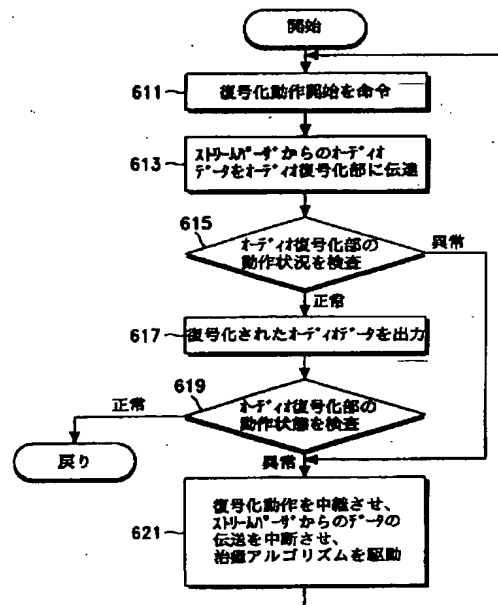 開始
611
復号化動作開始を命令
613
ｽﾄﾘｰﾑﾊﾟｰｻﾞからのｵｰﾃﾞｨｵ
データをｵｰﾃﾞｨｵ復号化部に伝達
615
ｵｰﾃﾞｨｵ復号化部の
動作状況を検査
異常
正常
617
復号化されたｵｰﾃﾞｨｵﾃﾞｰﾀを出力
619
ｵｰﾃﾞｨｵ復号化部の
動作状態を検査
正常
戻り
異常
621
復号化動作を中継させ、
ｽﾄﾘｰﾑﾊﾟｰｻﾞからのﾃﾞｰﾀの
伝送を中断させ、
治癒アルゴリズムを駆動